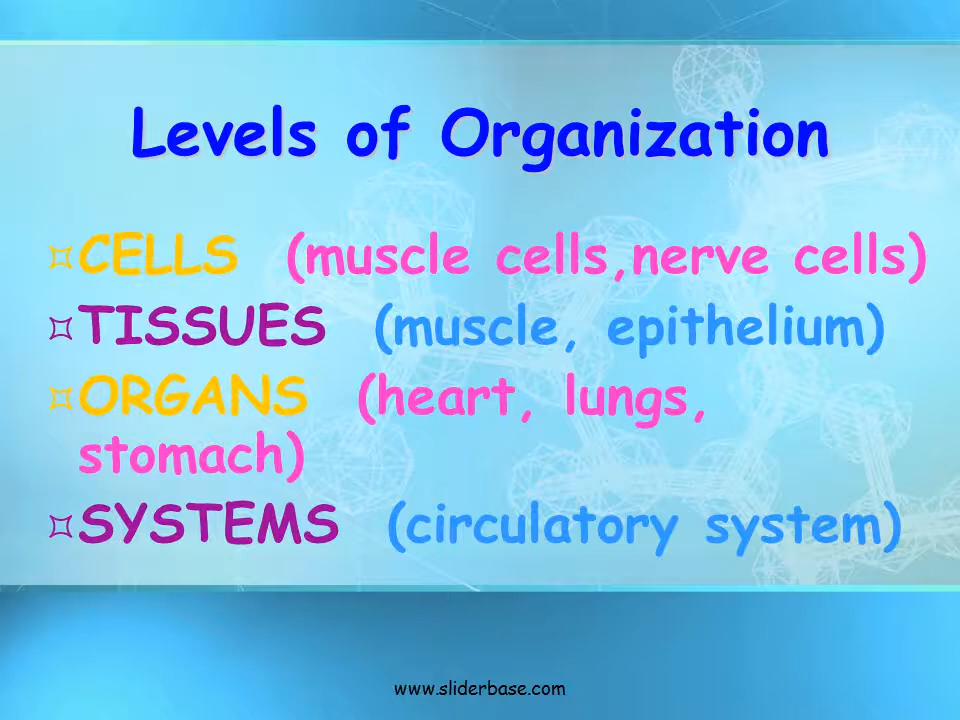 Levels of Organization
CELLS (muscle cells,nerve cells)
TISSUES (muscle, epithelium)
ORGANS (heart, lungs,
stomach)
SYSTEMS (circulatory system)
www.sliderbase.com